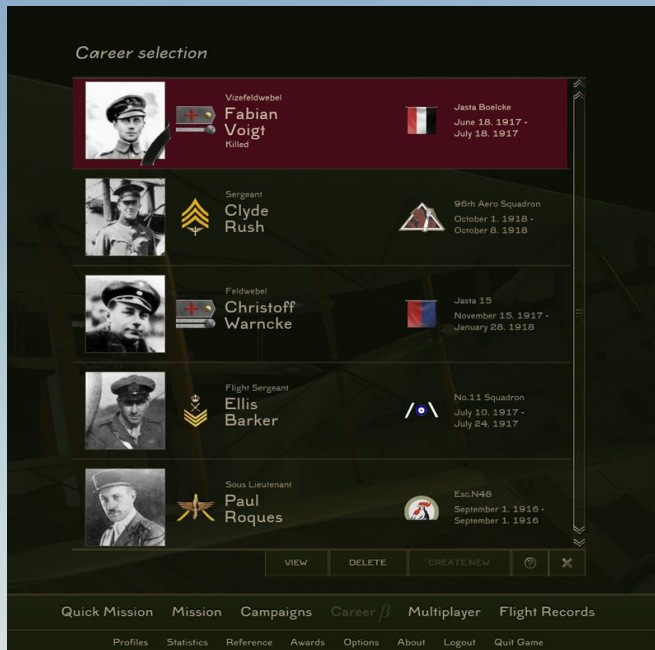 Career selection
Vizefeldwebel
Fabian
Voigt
Killed
Jasta Boelcke
June 18, 1917 -
July 18, 1917
Sergeant
Clyde
Rush
96th Aero Squadron
October 1, 1918 -
October 8, 1918
Feldwebel
Christoff
Warncke
Jasta 15
November 15, 1917 -
January 28, 1918
Flight Sergeant
Ellis
Barker
No.11 Squadron
July 10, 1917 -
July 24, 1917
Sous Lieutenant
Paul
Roques
Esc.N48
September 1, 1916 -
September 1, 1916
VIEW DELETE CREATE NEW ?
Quick Mission Mission Campaigns Career β Multiplayer Flight Records
Profiles Statistics Reference Awards Options About Logout Quit Game